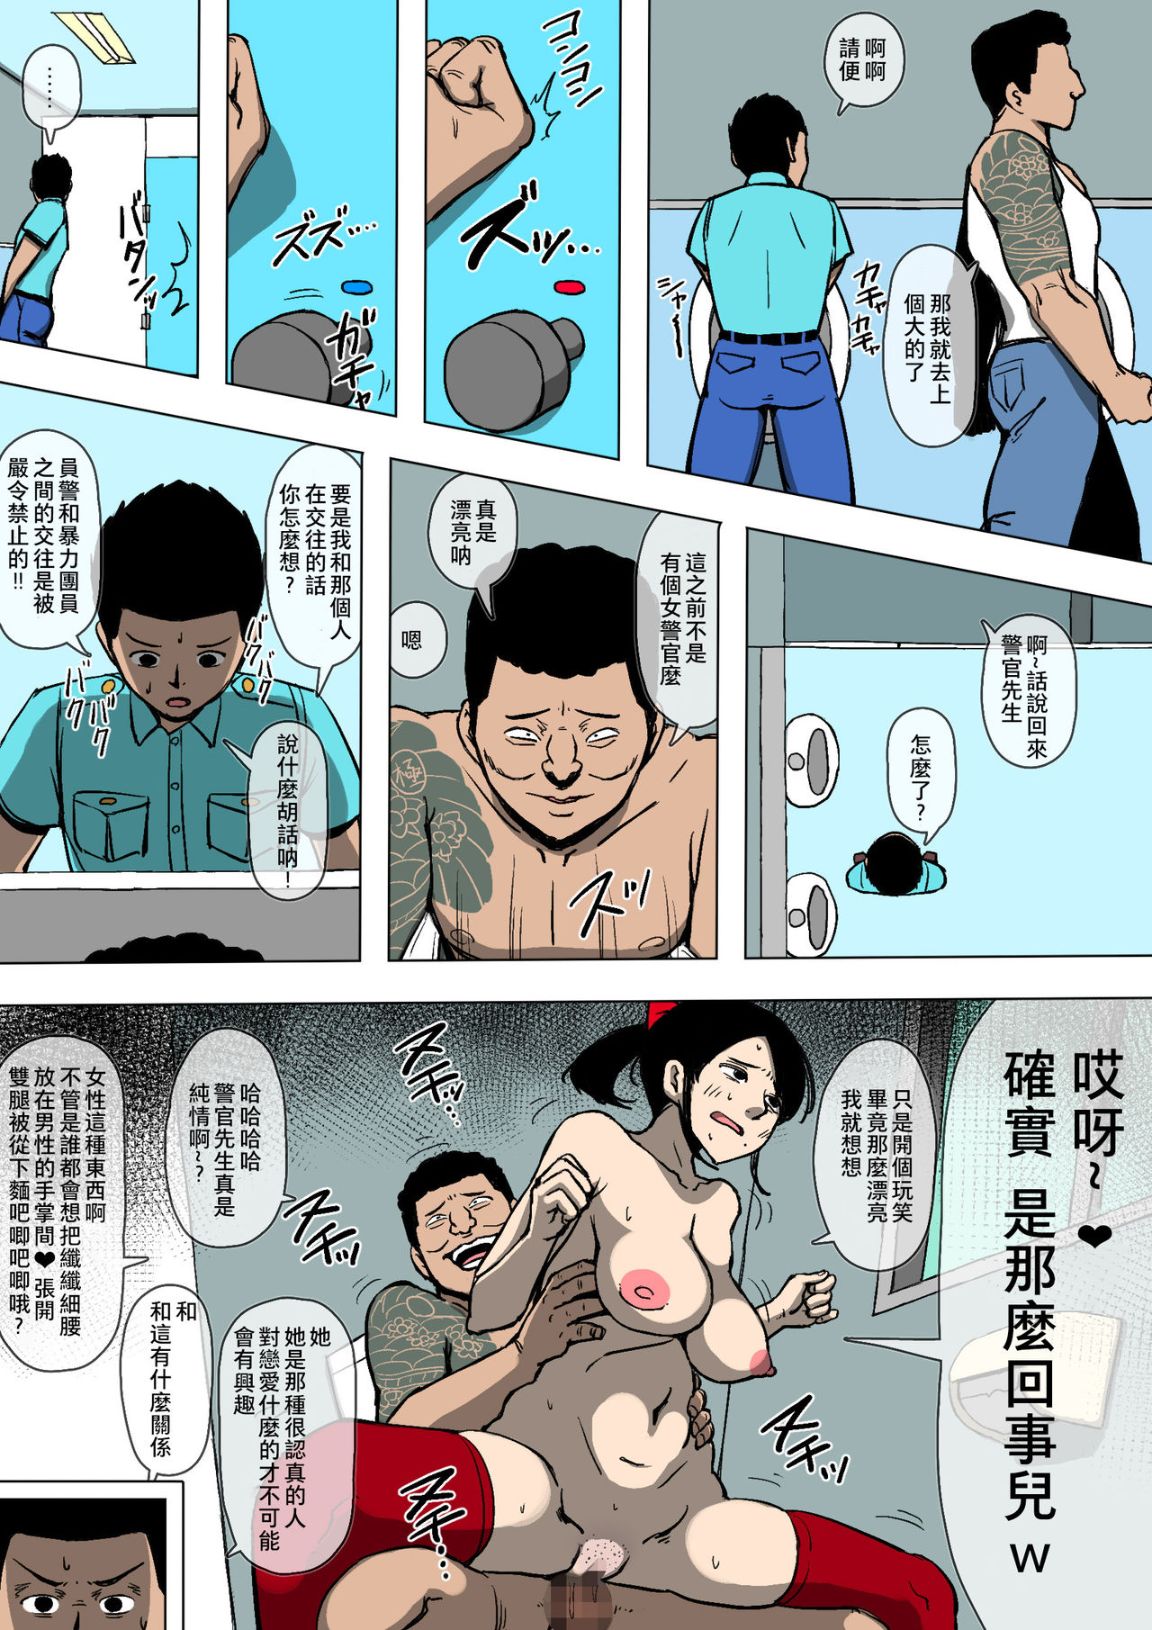 啊啊
請便
那我就去上
個大的了
シャーー
カチャ
カチャ
コンコン
ズッ…
ズズ…
ガチャ
……
バタンッ
啊~話說回來
警官先生
怎麼了?
這之前不是
有個女警官麼
真是
漂亮吶
嗯
ズッ
極
要是我和那個人
在交往的話
你怎麼想?
員警和暴力團員
之間的交往是被
嚴令禁止的!!
說什麼胡話吶!
バクバク
バクバク
哎呀~♥
確實 是那麼回事兒w
只是開個玩笑
畢竟那麼漂亮
我就想想
ヌチッ…
ヌチッ
ヌチッ
ヌチッ…
哈哈哈哈
警官先生真是
純情啊~?
她
她是那種很認真的人
對戀愛什麼的才不可能
會有興趣
女性這種東西啊
不管是誰都會想把纖纖細腰
放在男性的手掌間♥張開
雙腿被從下麵吧唧吧唧哦?
和
和這有什麼關係